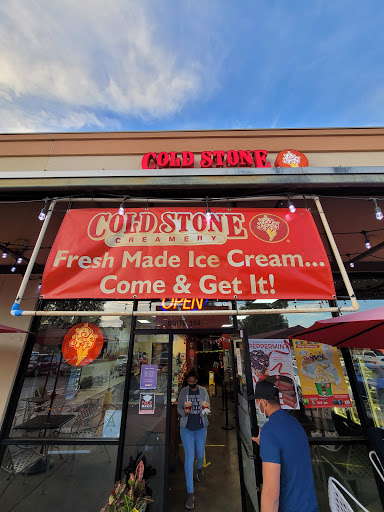 COLD STONE
COLD STONE
CREAMERY
Fresh Made Ice Cream...
Come & Get It!
OPEN
PEPPERMINT
A